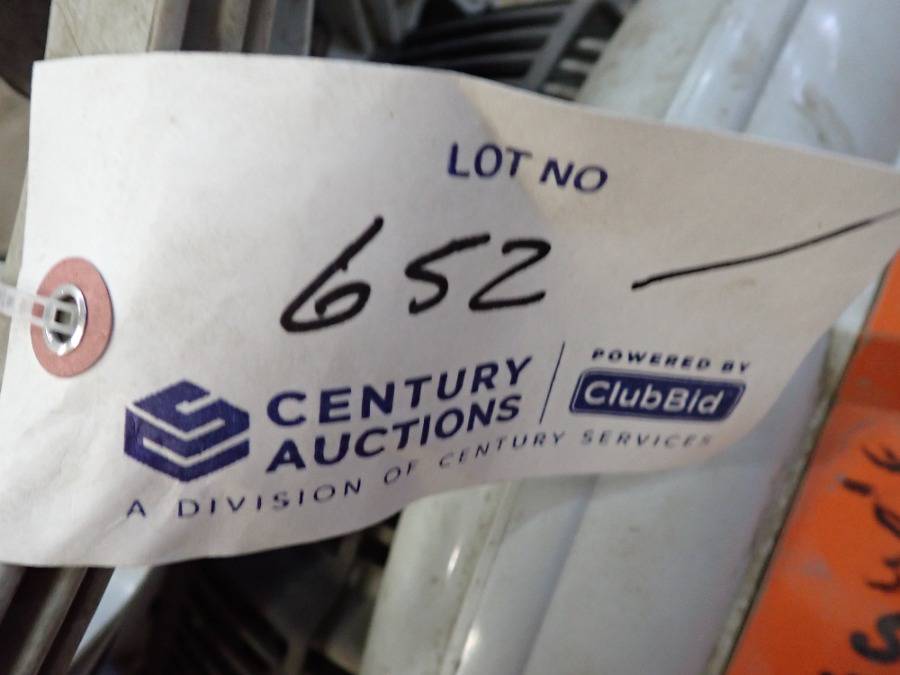 LOT NO
652 —
CENTURY
AUCTIONS
A DIVISION OF CENTURY SERVICES
POWERED BY
ClubBid